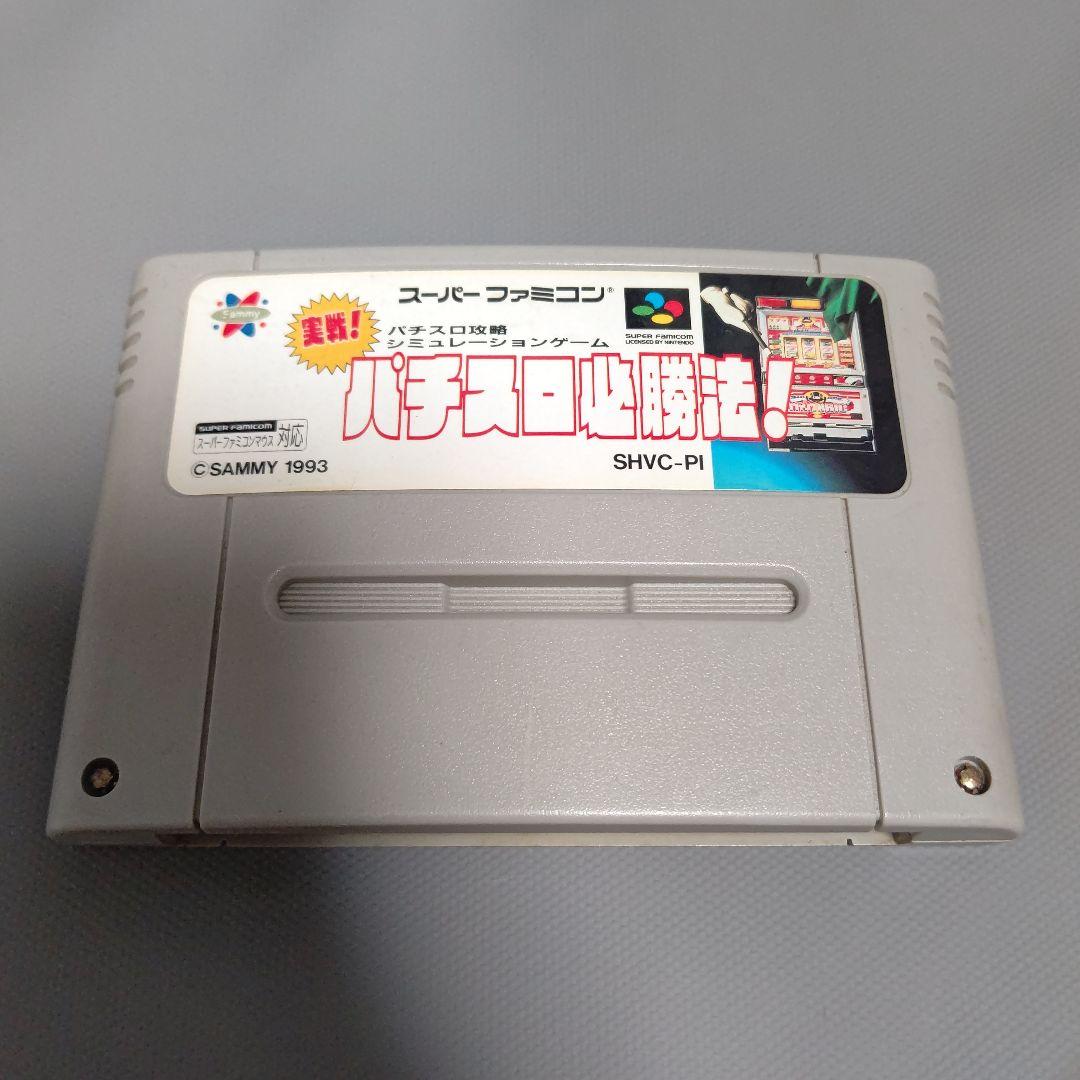 Sammy
スーパーファミコン®
実戦!
パチスロ攻略
シミュレーションゲーム
SUPER FAMICOM
LICENSED BY NINTENDO
パチスロ必勝法!
SUPER FAMICOM
スーパーファミコンマウス 対応
©SAMMY 1993
SHVC-PI